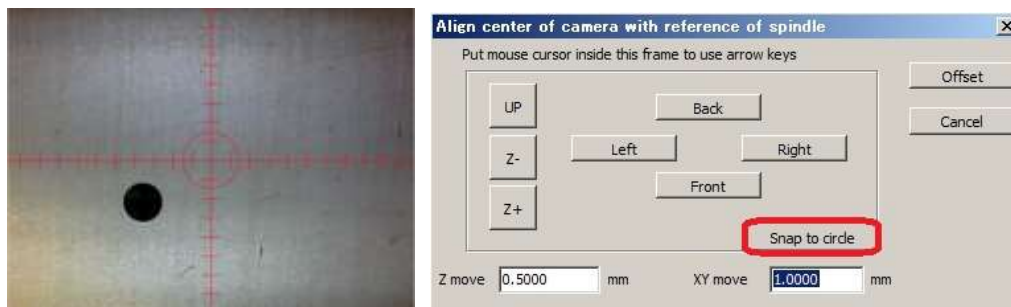 Align center of camera with reference of spindle
Put mouse cursor inside this frame to use arrow keys
UP
Back
Offset
Cancel
Z-
Left
Right
Front
Z+
Snap to circle
Z move 0.5000 mm XY move 1.0000 mm